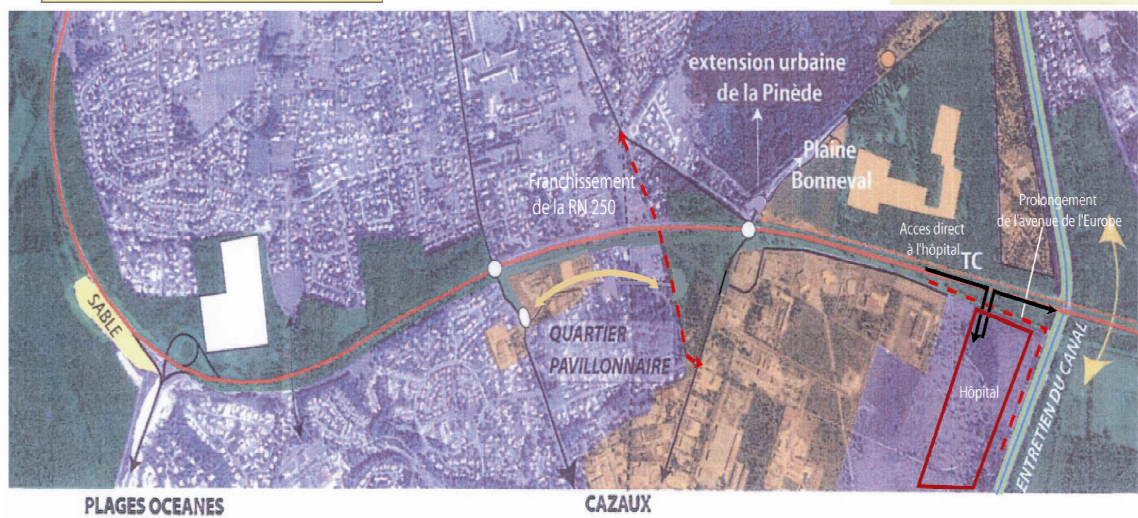 extension urbaine
de la Pinède
Plaine
Bonneval
Franchissement
de la RN 250
Prolongement
de l'avenue de l'Europe
Acces direct
à l'hôpital
TC
SABLE
QUARTIER
PAVILLONNAIRE
Hôpital
ENTRETIEN DU CANAL
PLAGES OCEANES
CAZAUX